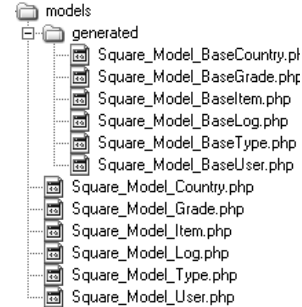 models
generated
Square_Model_BaseCountry.ph
Square_Model_BaseGrade.php
Square_Model_BaseItem.php
Square_Model_BaseLog.php
Square_Model_BaseType.php
Square_Model_BaseUser.php
Square_Model_Country.php
Square_Model_Grade.php
Square_Model_Item.php
Square_Model_Log.php
Square_Model_Type.php
Square_Model_User.php